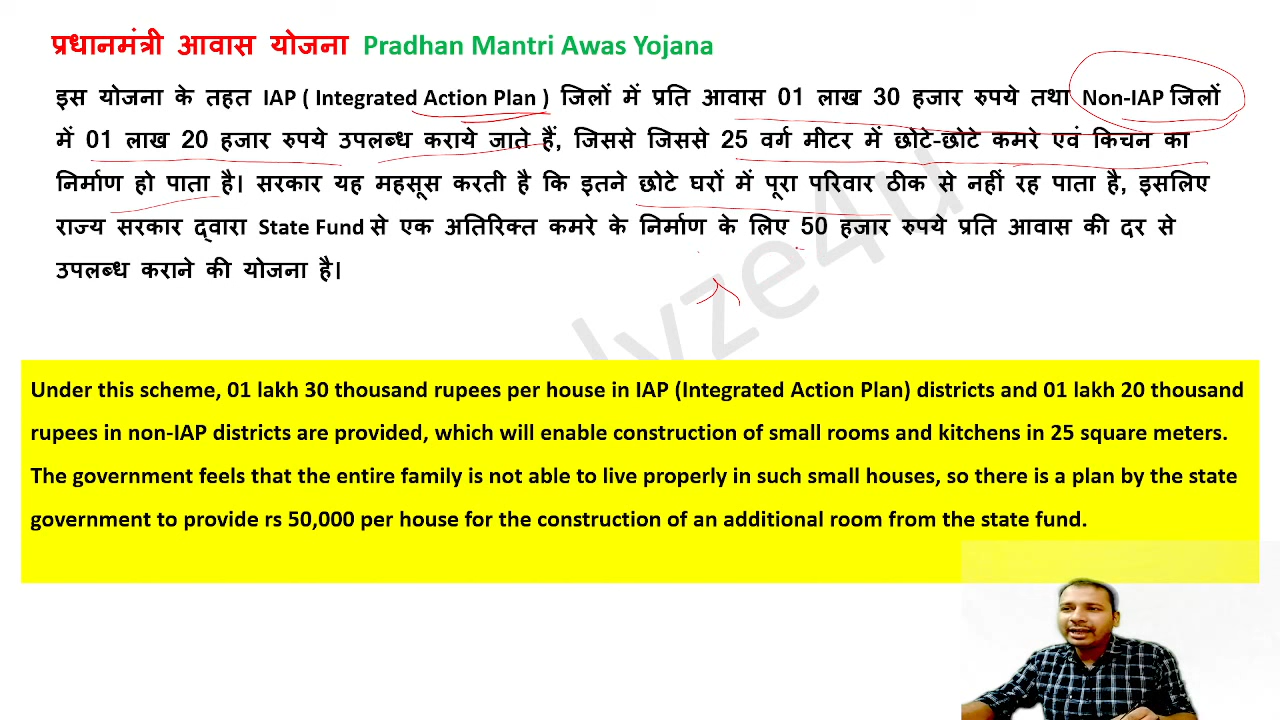 प्रधानमंत्री आवास योजना Pradhan Mantri Awas Yojana
इस योजना के तहत IAP ( Integrated Action Plan ) जिलों में प्रति आवास 01 लाख 30 हजार रुपये तथा Non-IAP जिलों
में 01 लाख 20 हजार रुपये उपलब्ध कराये जाते हैं, जिससे जिससे 25 वर्ग मीटर में छोटे-छोटे कमरे एवं किचन का
निर्माण हो पाता है। सरकार यह महसूस करती है कि इतने छोटे घरों में पूरा परिवार ठीक से नहीं रह पाता है, इसलिए
राज्य सरकार द्वारा State Fund से एक अतिरिक्त कमरे के निर्माण के लिए 50 हजार रुपये प्रति आवास की दर से
उपलब्ध कराने की योजना है।
lyze4u
Under this scheme, 01 lakh 30 thousand rupees per house in IAP (Integrated Action Plan) districts and 01 lakh 20 thousand
rupees in non-IAP districts are provided, which will enable construction of small rooms and kitchens in 25 square meters.
The government feels that the entire family is not able to live properly in such small houses, so there is a plan by the state
government to provide rs 50,000 per house for the construction of an additional room from the state fund.